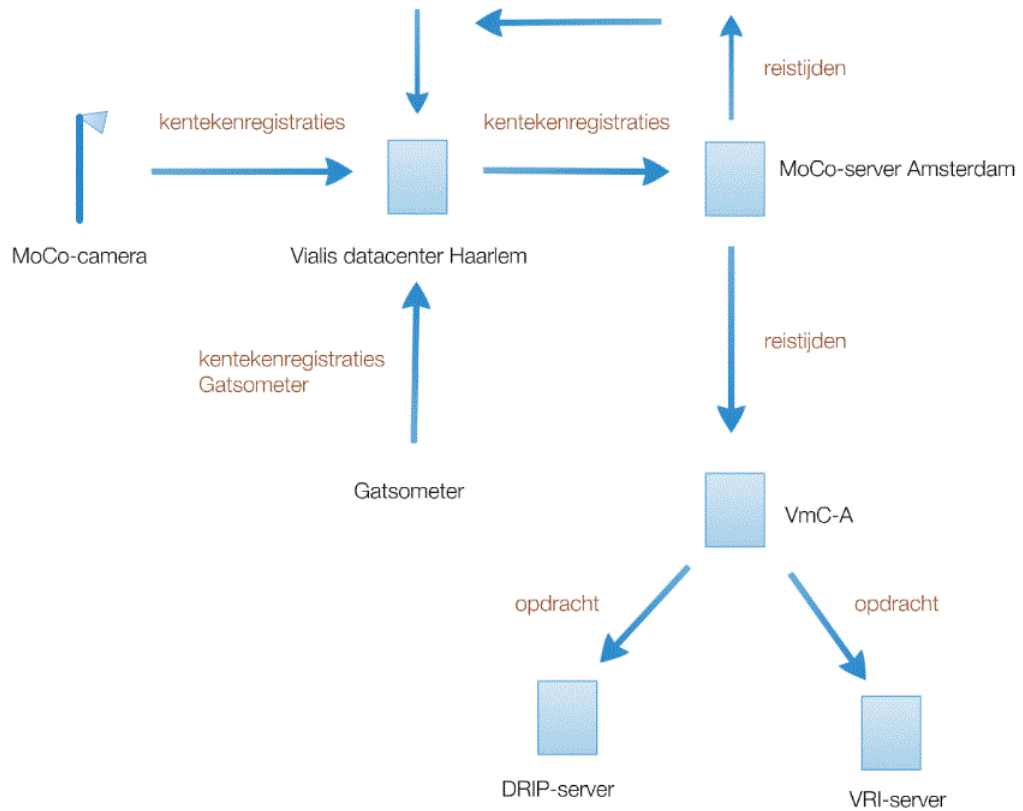 reistijden
kentekenregistraties
kentekenregistraties
MoCo-server Amsterdam
MoCo-camera
Vialis datacenter Haarlem
reistijden
kentekenregistraties
Gatsometer
Gatsometer
VmC-A
opdracht
opdracht
DRIP-server
VRI-server